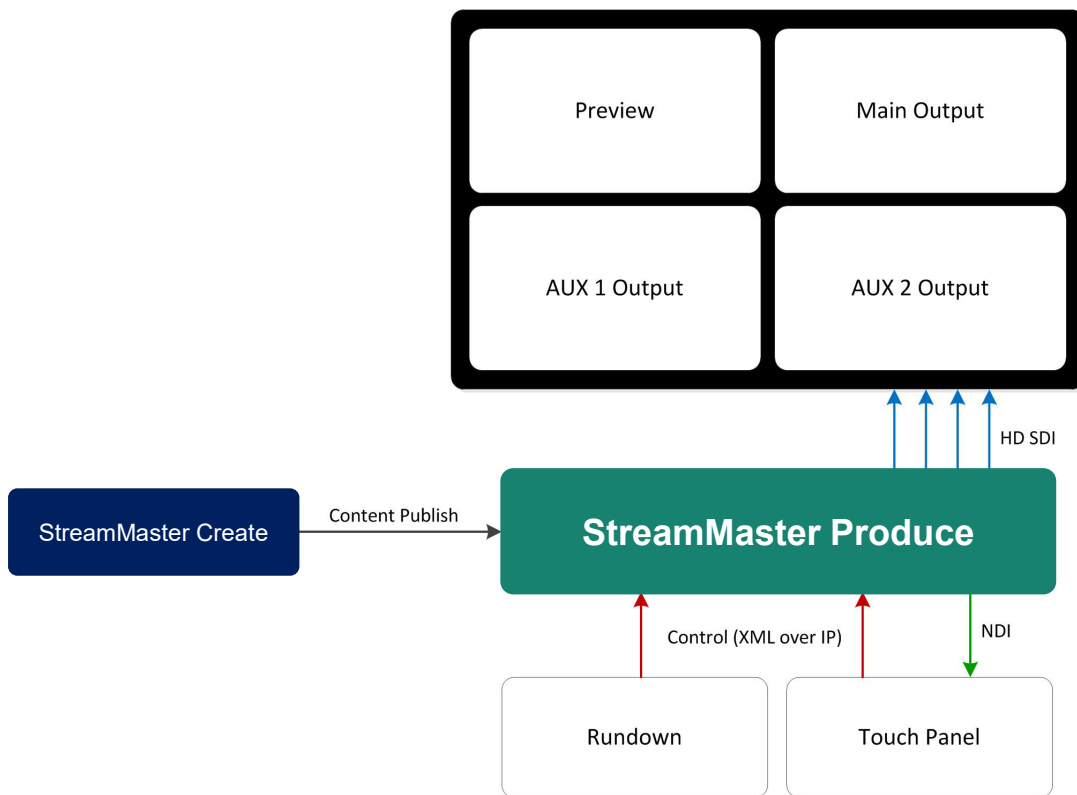 Preview
Main Output
AUX 1 Output
AUX 2 Output
HD SDI
StreamMaster Create
Content Publish
StreamMaster Produce
Control (XML over IP)
NDI
Rundown
Touch Panel